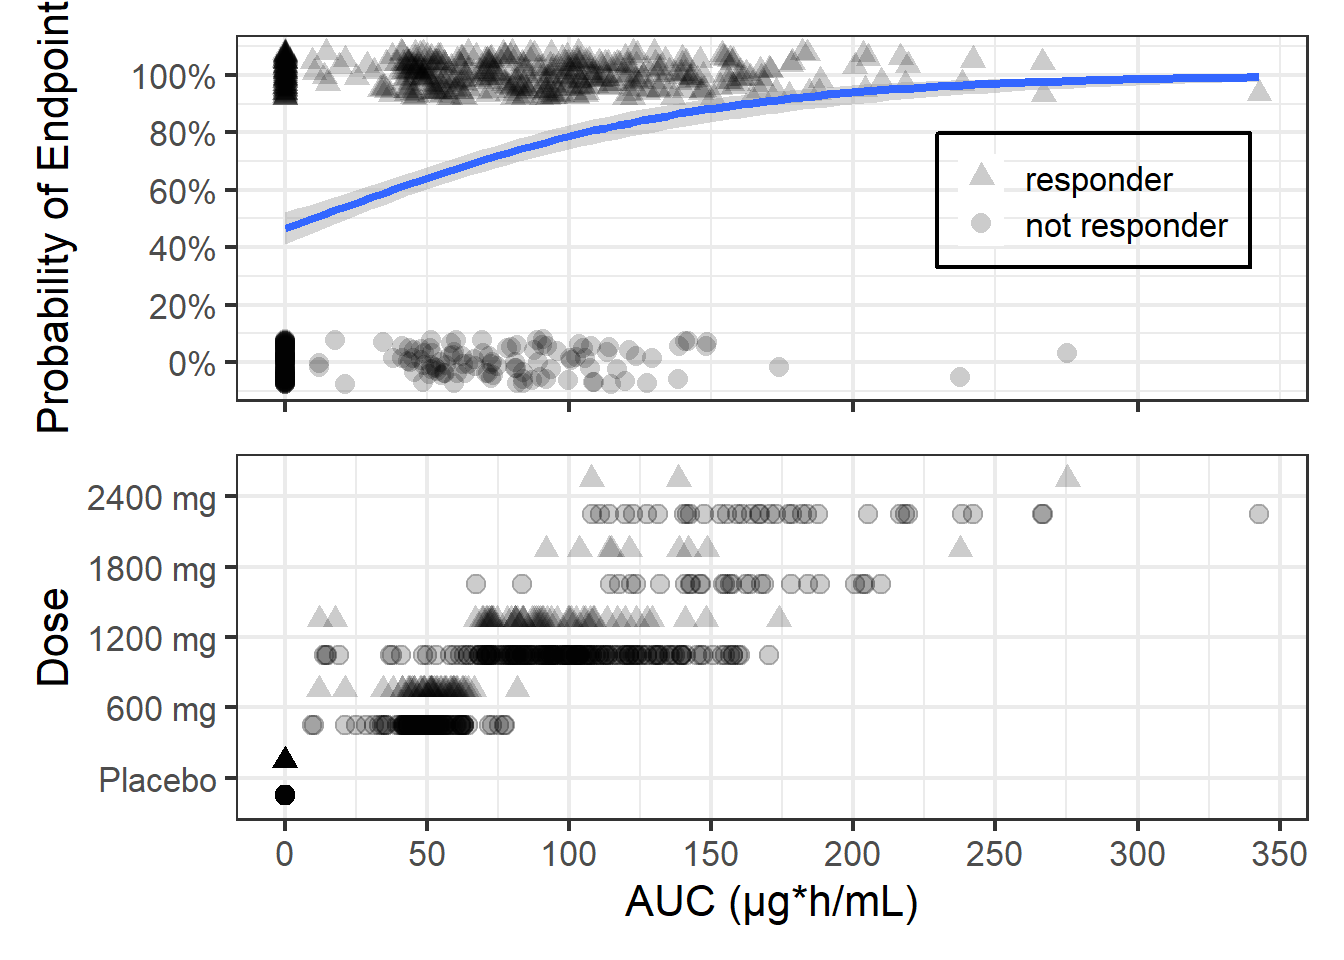 Probability of Endpoint
100%
80%
60%
40%
20%
0%
responder
not responder
Dose
2400 mg
1800 mg
1200 mg
600 mg
Placebo
0 50 100 150 200 250 300 350
AUC (µg*h/mL)